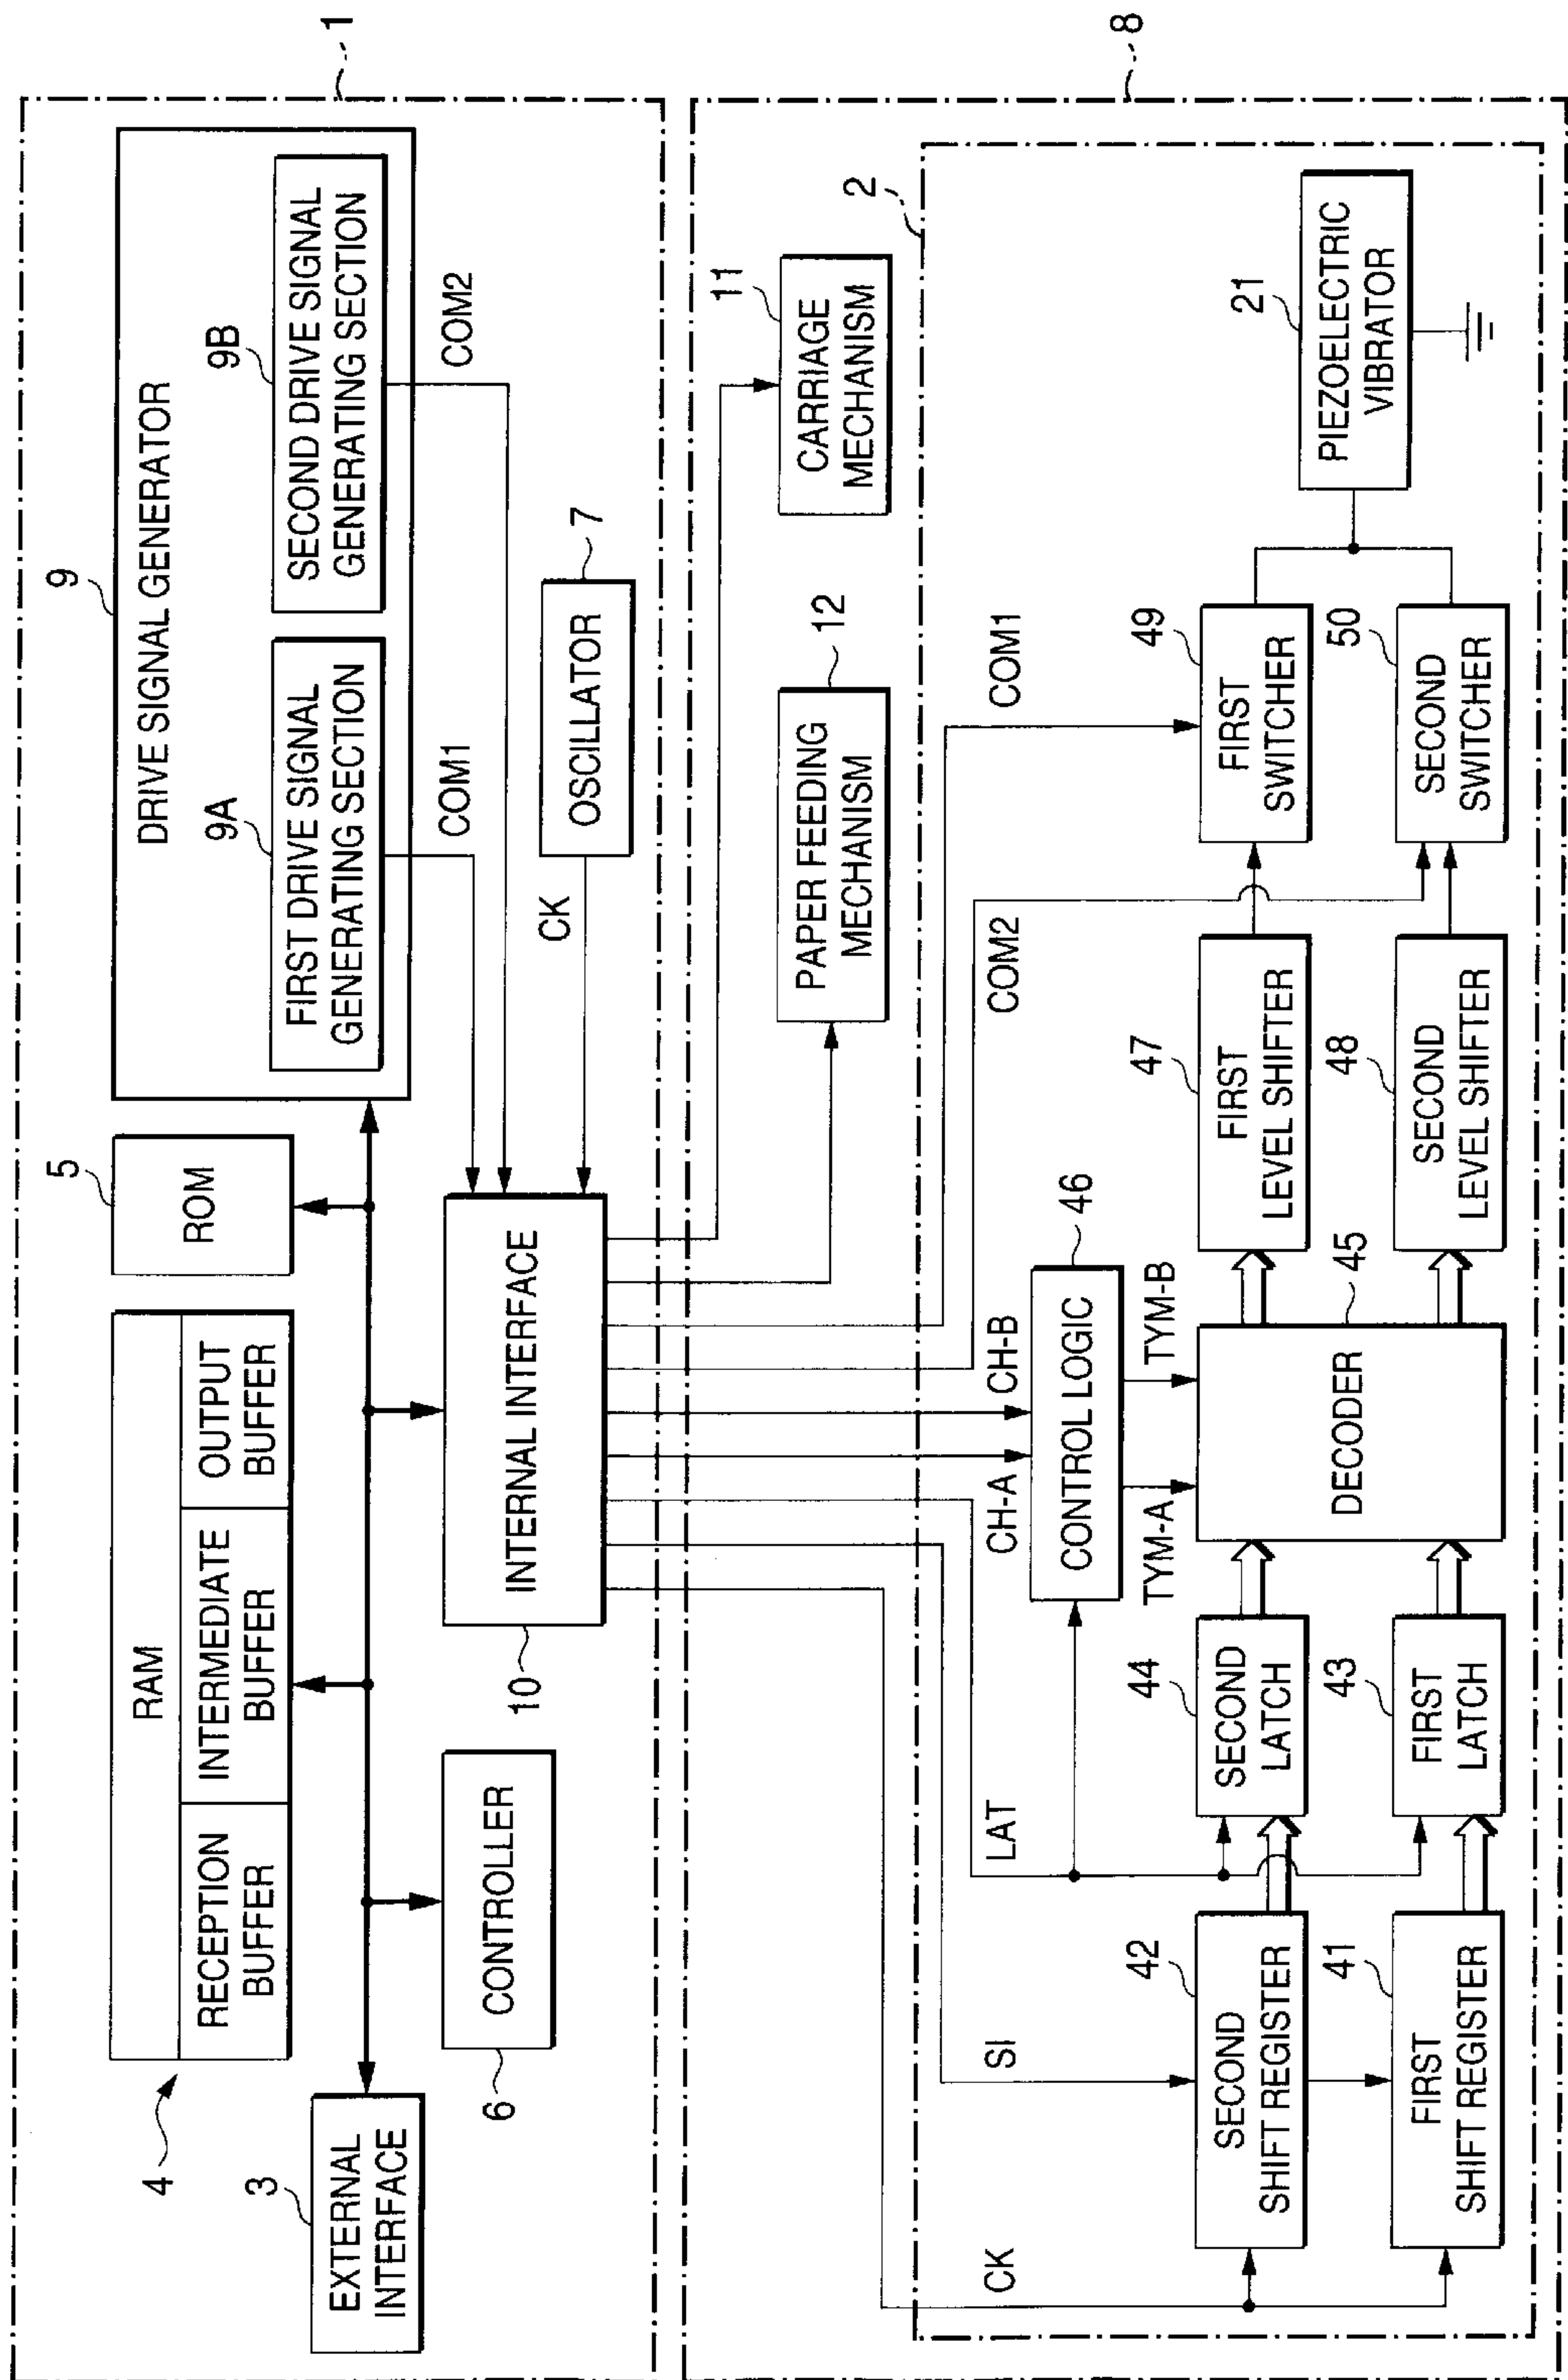 1
9
DRIVE SIGNAL GENERATOR
9A
FIRST DRIVE SIGNAL
GENERATING SECTION
9B
SECOND DRIVE SIGNAL
GENERATING SECTION
4
RAM
RECEPTION
BUFFER
INTERMEDIATE
BUFFER
OUTPUT
BUFFER
5
ROM
3
EXTERNAL
INTERFACE
COM1
COM2
6
CONTROLLER
10
INTERNAL INTERFACE
CK
7
OSCILLATOR
8
12
PAPER FEEDING
MECHANISM
11
CARRIAGE
MECHANISM
2
CK
SI
LAT
CH-A
CH-B
COM2
COM1
46
CONTROL LOGIC
TYM-A
TYM-B
42
SECOND
SHIFT REGISTER
44
SECOND
LATCH
45
DECODER
47
FIRST
LEVEL SHIFTER
49
FIRST
SWITCHER
21
PIEZOELECTRIC
VIBRATOR
41
FIRST
SHIFT REGISTER
43
FIRST
LATCH
48
SECOND
LEVEL SHIFTER
50
SECOND
SWITCHER